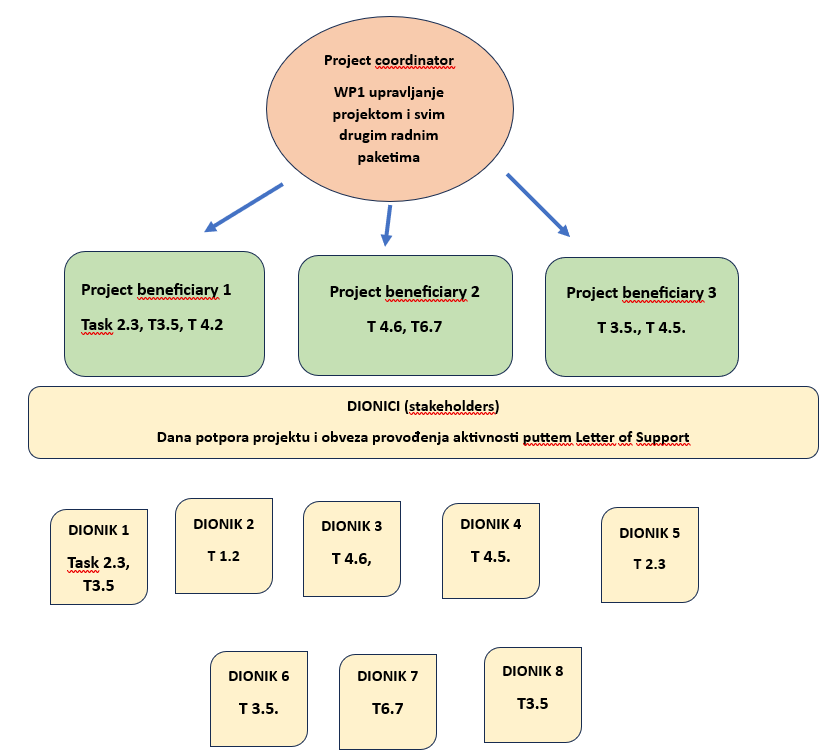 Project coordinator
WP1 upravljanje
projektom i svim
drugim radnim
paketima
Project beneficiary 1
Task 2.3, T3.5, T 4.2
Project beneficiary 2
T 4.6, T6.7
Project beneficiary 3
T 3.5., T 4.5.
DIONICI (stakeholders)
Dana potpora projektu i obveza provođenja aktivnosti puttem Letter of Support
DIONIK 1
Task 2.3,
T3.5
DIONIK 2
T 1.2
DIONIK 3
T 4.6,
DIONIK 4
T 4.5.
DIONIK 5
T 2.3
DIONIK 6
T 3.5.
DIONIK 7
T6.7
DIONIK 8
T3.5